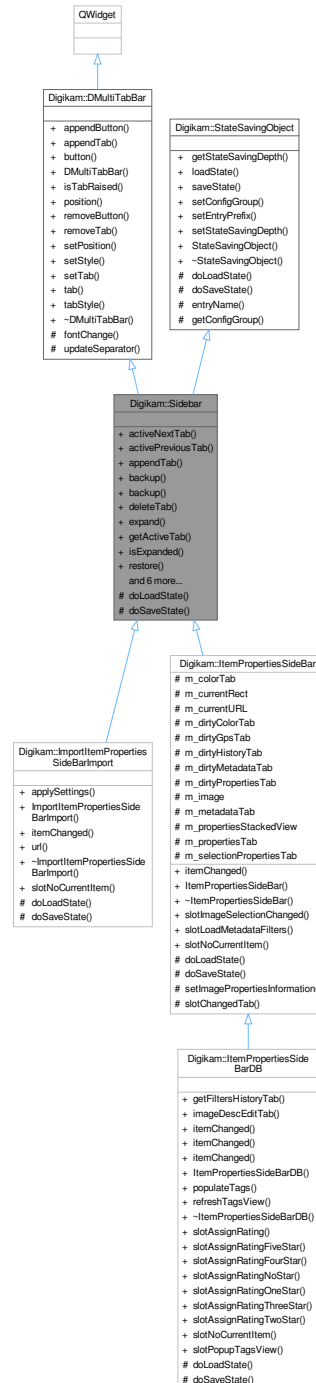 QWidget
Digikam::DMultiTabBar
+ appendButton()
+ appendTab()
+ button()
+ DMultiTabBar()
+ isTabRaised()
+ position()
+ removeButton()
+ removeTab()
+ setPosition()
+ setStyle()
+ setTab()
+ tab()
+ tabStyle()
+ ~DMultiTabBar()
# fontChange()
# updateSeparator()
Digikam::StateSavingObject
+ getStateSavingDepth()
+ loadState()
+ saveState()
+ setConfigGroup()
+ setEntryPrefix()
+ setStateSavingDepth()
+ StateSavingObject()
+ ~StateSavingObject()
# doLoadState()
# doSaveState()
# entryName()
# getConfigGroup()
Digikam::Sidebar
+ activeNextTab()
+ activePreviousTab()
+ appendTab()
+ backup()
+ backup()
+ deleteTab()
+ expand()
+ getActiveTab()
+ isExpanded()
+ restore()
and 6 more...
# doLoadState()
# doSaveState()
Digikam::ImportItemProperties
SideBarImport
+ applySettings()
+ ImportItemPropertiesSide
BarImport()
+ itemChanged()
+ url()
+ ~ImportItemPropertiesSide
BarImport()
+ slotNoCurrentItem()
# doLoadState()
# doSaveState()
Digikam::ItemPropertiesSideBar
# m_colorTab
# m_currentRect
# m_currentURL
# m_dirtyColorTab
# m_dirtyGpsTab
# m_dirtyHistoryTab
# m_dirtyMetadataTab
# m_dirtyPropertiesTab
# m_image
# m_metadataTab
# m_propertiesStackedView
# m_propertiesTab
# m_selectionPropertiesTab
+ itemChanged()
+ ItemPropertiesSideBar()
+ ~ItemPropertiesSideBar()
+ slotImageSelectionChanged()
+ slotLoadMetadataFilters()
+ slotNoCurrentItem()
# doLoadState()
# doSaveState()
# setImagePropertiesInformation
# slotChangedTab()
Digikam::ItemPropertiesSide
BarDB
+ getFiltersHistoryTab()
+ imageDescEditTab()
+ itemChanged()
+ itemChanged()
+ itemChanged()
+ ItemPropertiesSideBarDB()
+ populateTags()
+ refreshTagsView()
+ ~ItemPropertiesSideBarDB()
+ slotAssignRating()
+ slotAssignRatingFiveStar()
+ slotAssignRatingFourStar()
+ slotAssignRatingNoStar()
+ slotAssignRatingOneStar()
+ slotAssignRatingThreeStar()
+ slotAssignRatingTwoStar()
+ slotNoCurrentItem()
+ slotPopupTagsView()
# doLoadState()
# doSaveState()